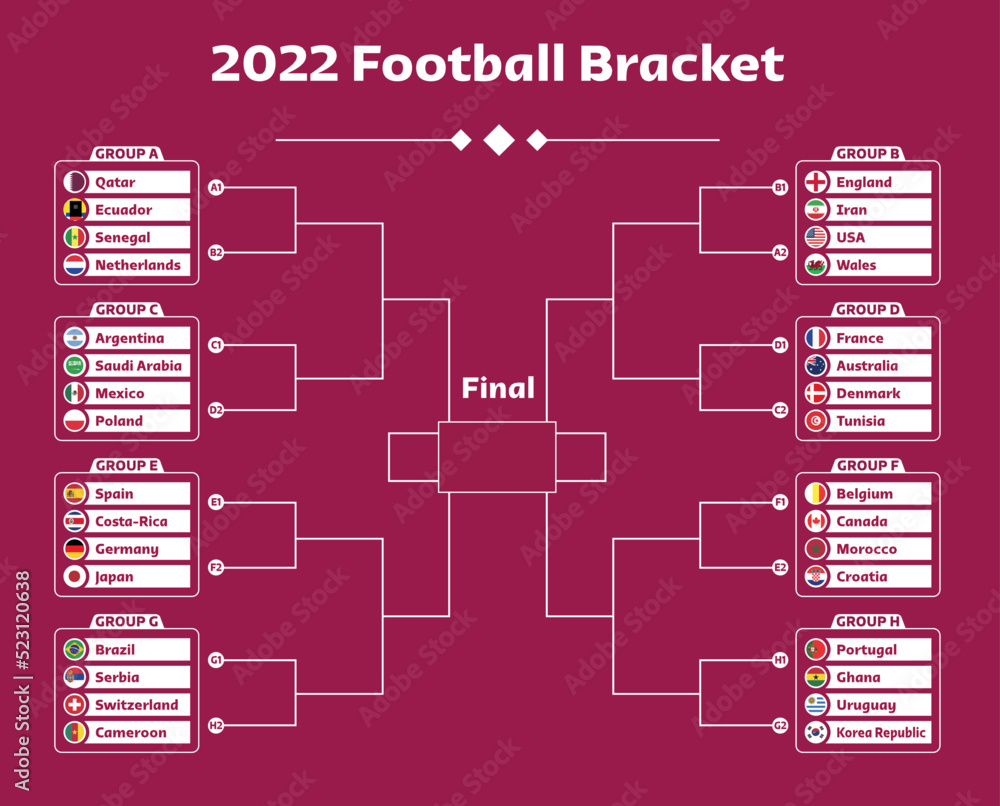 2022 Football Bracket
GROUP A
Qatar
Ecuador
Senegal
Netherlands
A1
B2
GROUP C
Argentina
Saudi Arabia
Mexico
Poland
C1
D2
GROUP E
Spain
Costa-Rica
Germany
Japan
E1
F2
GROUP G
Brazil
Serbia
Switzerland
Cameroon
G1
H2
Final
GROUP B
England
Iran
USA
Wales
B1
A2
GROUP D
France
Australia
Denmark
Tunisia
D1
C2
GROUP F
Belgium
Canada
Morocco
Croatia
F1
E2
GROUP H
Portugal
Ghana
Uruguay
Korea Republic
H1
G2
Adobe Stock | #523120638
Adobe Stock